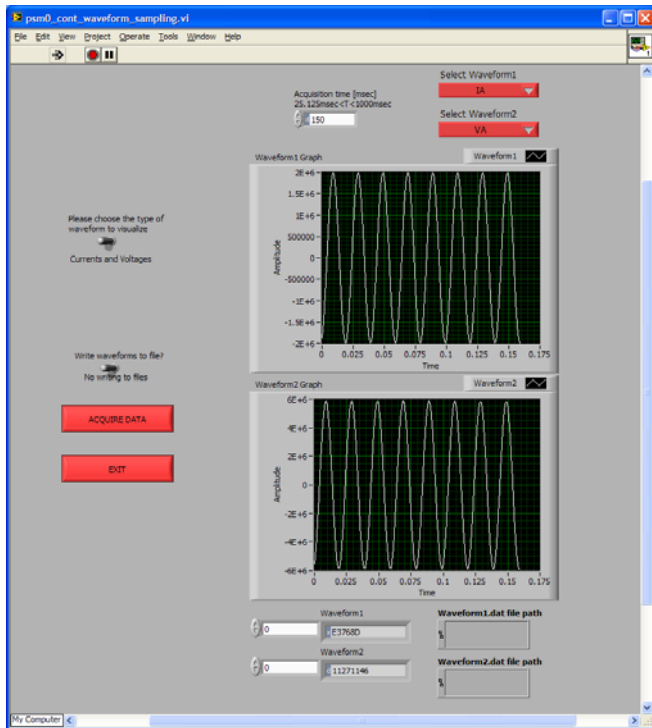 psm0_cont_waveform_sampling.vi
File Edit View Project Operate Tools Window Help
1
Acquisition time [msec]
25.125msec<T<1000msec
150
Select Waveform1
IA
Select Waveform2
VA
Please choose the type of
waveform to visualize
Currents and Voltages
Write waveforms to file?
No writing to files
ACQUIRE DATA
EXIT
Waveform1 Graph
Waveform1
Amplitude
2E+6
1.5E+6
1E+6
500000
0
-500000
-1E+6
-1.5E+6
-2E+6
0 0.025 0.05 0.075 0.1 0.125 0.15 0.175
Time
Waveform2 Graph
Waveform2
Amplitude
6E+6
4E+6
2E+6
0
-2E+6
-4E+6
-6E+6
0 0.025 0.05 0.075 0.1 0.125 0.15 0.175
Time
Waveform1
0
E3768D
Waveform1.dat file path
Waveform2
0
11271146
Waveform2.dat file path
My Computer